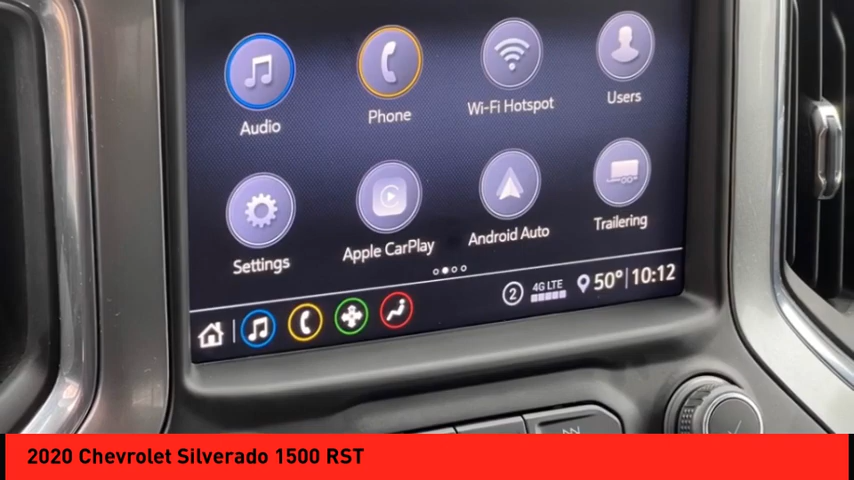 Audio Phone Wi-Fi Hotspot Users
Settings Apple CarPlay Android Auto Trailering
2 4G LTE 50° 10:12
2020 Chevrolet Silverado 1500 RST